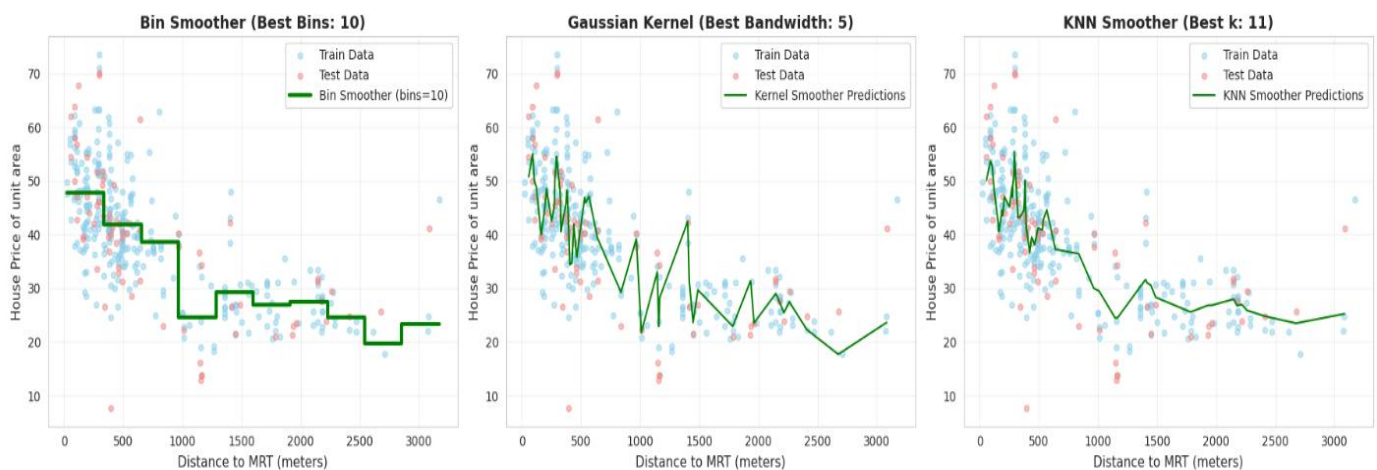 Bin Smoother (Best Bins: 10)
Train Data
Test Data
Bin Smoother (bins=10)
House Price of unit area
70
60
50
40
30
20
10
0
500
1000
1500
2000
2500
3000
Distance to MRT (meters)
Gaussian Kernel (Best Bandwidth: 5)
Train Data
Test Data
Kernel Smoother Predictions
House Price of unit area
70
60
50
40
30
20
10
0
500
1000
1500
2000
2500
3000
Distance to MRT (meters)
KNN Smoother (Best k: 11)
Train Data
Test Data
KNN Smoother Predictions
House Price of unit area
70
60
50
40
30
20
10
0
500
1000
1500
2000
2500
3000
Distance to MRT (meters)